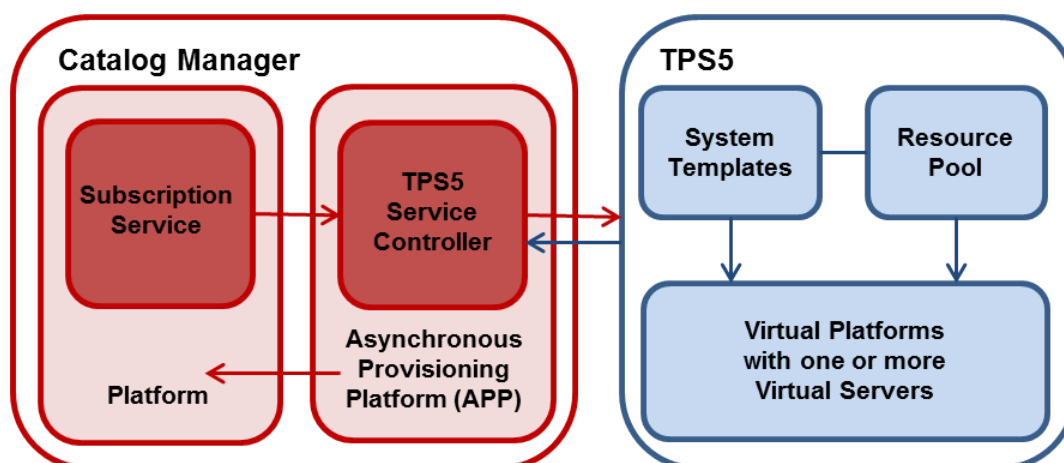 Catalog Manager
Subscription
Service
Platform
TPS5
Service
Controller
Asynchronous
Provisioning
Platform (APP)
TPS5
System
Templates
Resource
Pool
Virtual Platforms
with one or more
Virtual Servers